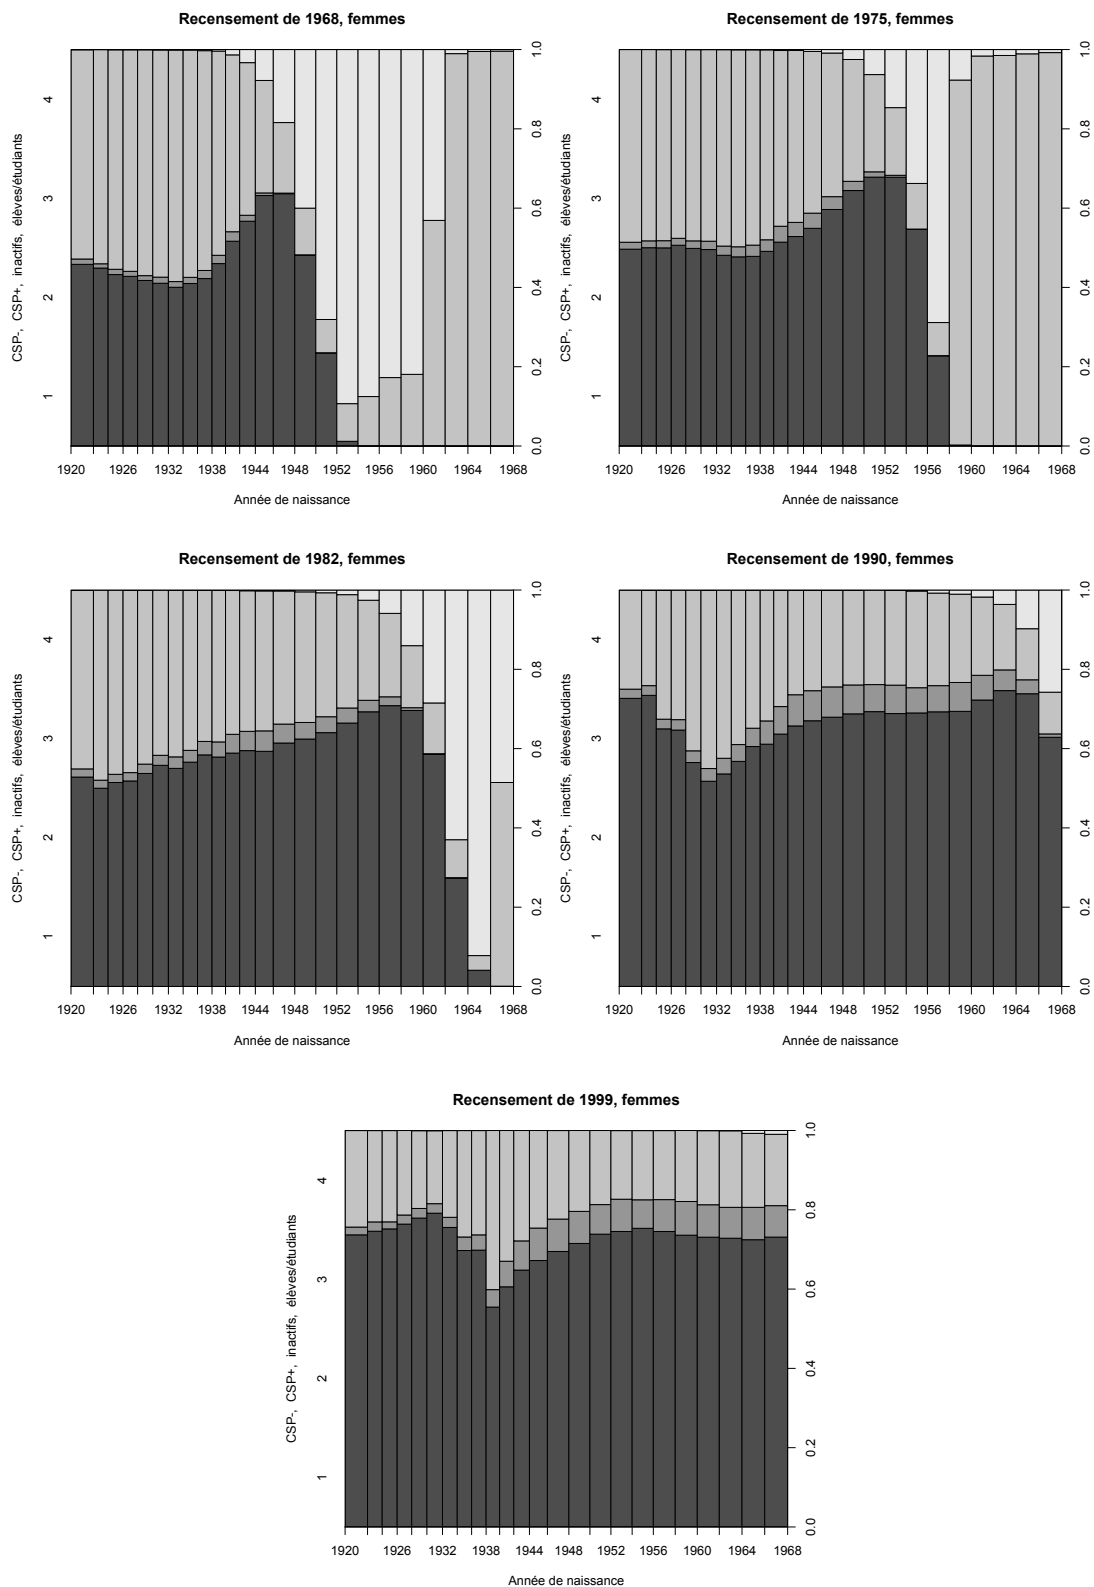 Recensement de 1968, femmes
CSP-, CSP+, inactifs, élèves/étudiants
1 2 3 4
0.0 0.2 0.4 0.6 0.8 1.0
1920 1926 1932 1938 1944 1948 1952 1956 1960 1964 1968
Année de naissance
Recensement de 1975, femmes
CSP-, CSP+, inactifs, élèves/étudiants
1 2 3 4
0.0 0.2 0.4 0.6 0.8 1.0
1920 1926 1932 1938 1944 1948 1952 1956 1960 1964 1968
Année de naissance
Recensement de 1982, femmes
CSP-, CSP+, inactifs, élèves/étudiants
1 2 3 4
0.0 0.2 0.4 0.6 0.8 1.0
1920 1926 1932 1938 1944 1948 1952 1956 1960 1964 1968
Année de naissance
Recensement de 1990, femmes
CSP-, CSP+, inactifs, élèves/étudiants
1 2 3 4
0.0 0.2 0.4 0.6 0.8 1.0
1920 1926 1932 1938 1944 1948 1952 1956 1960 1964 1968
Année de naissance
Recensement de 1999, femmes
CSP-, CSP+, inactifs, élèves/étudiants
1 2 3 4
0.0 0.2 0.4 0.6 0.8 1.0
1920 1926 1932 1938 1944 1948 1952 1956 1960 1964 1968
Année de naissance